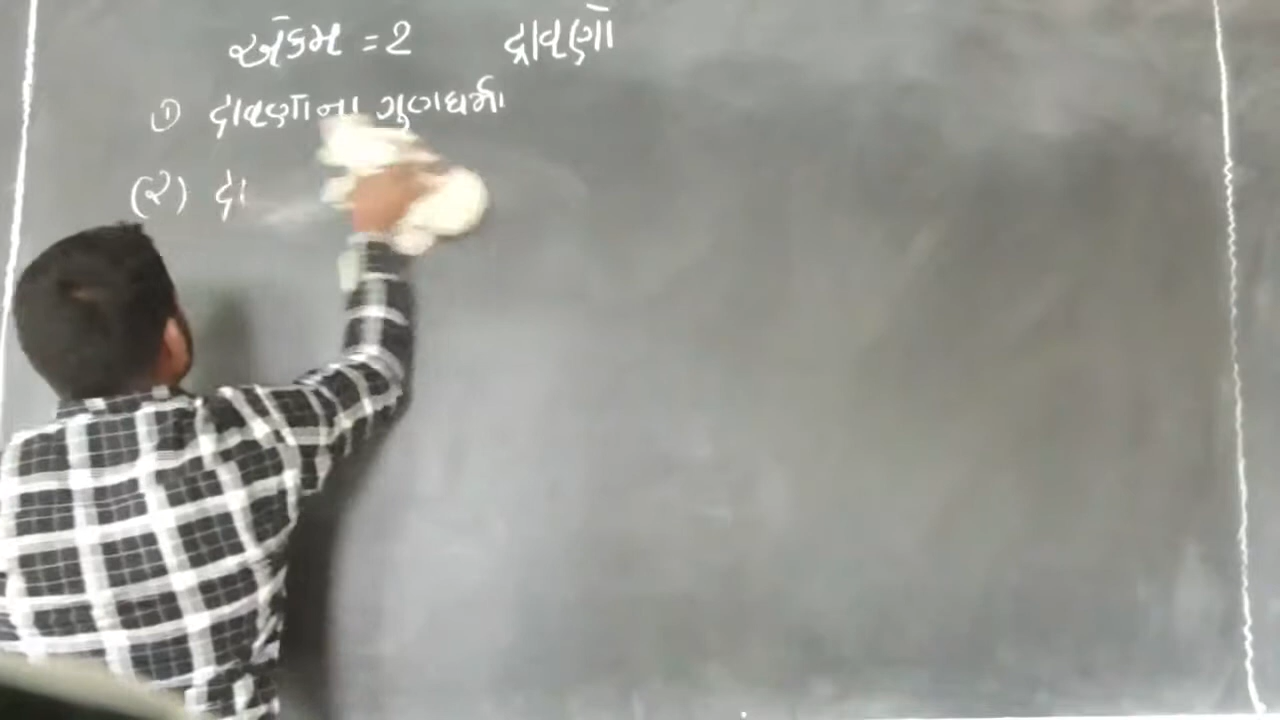 એકમ = 2 દ્રાવણો
① દ્રાવણોના ગુણધર્મો
(૨) દ્રા